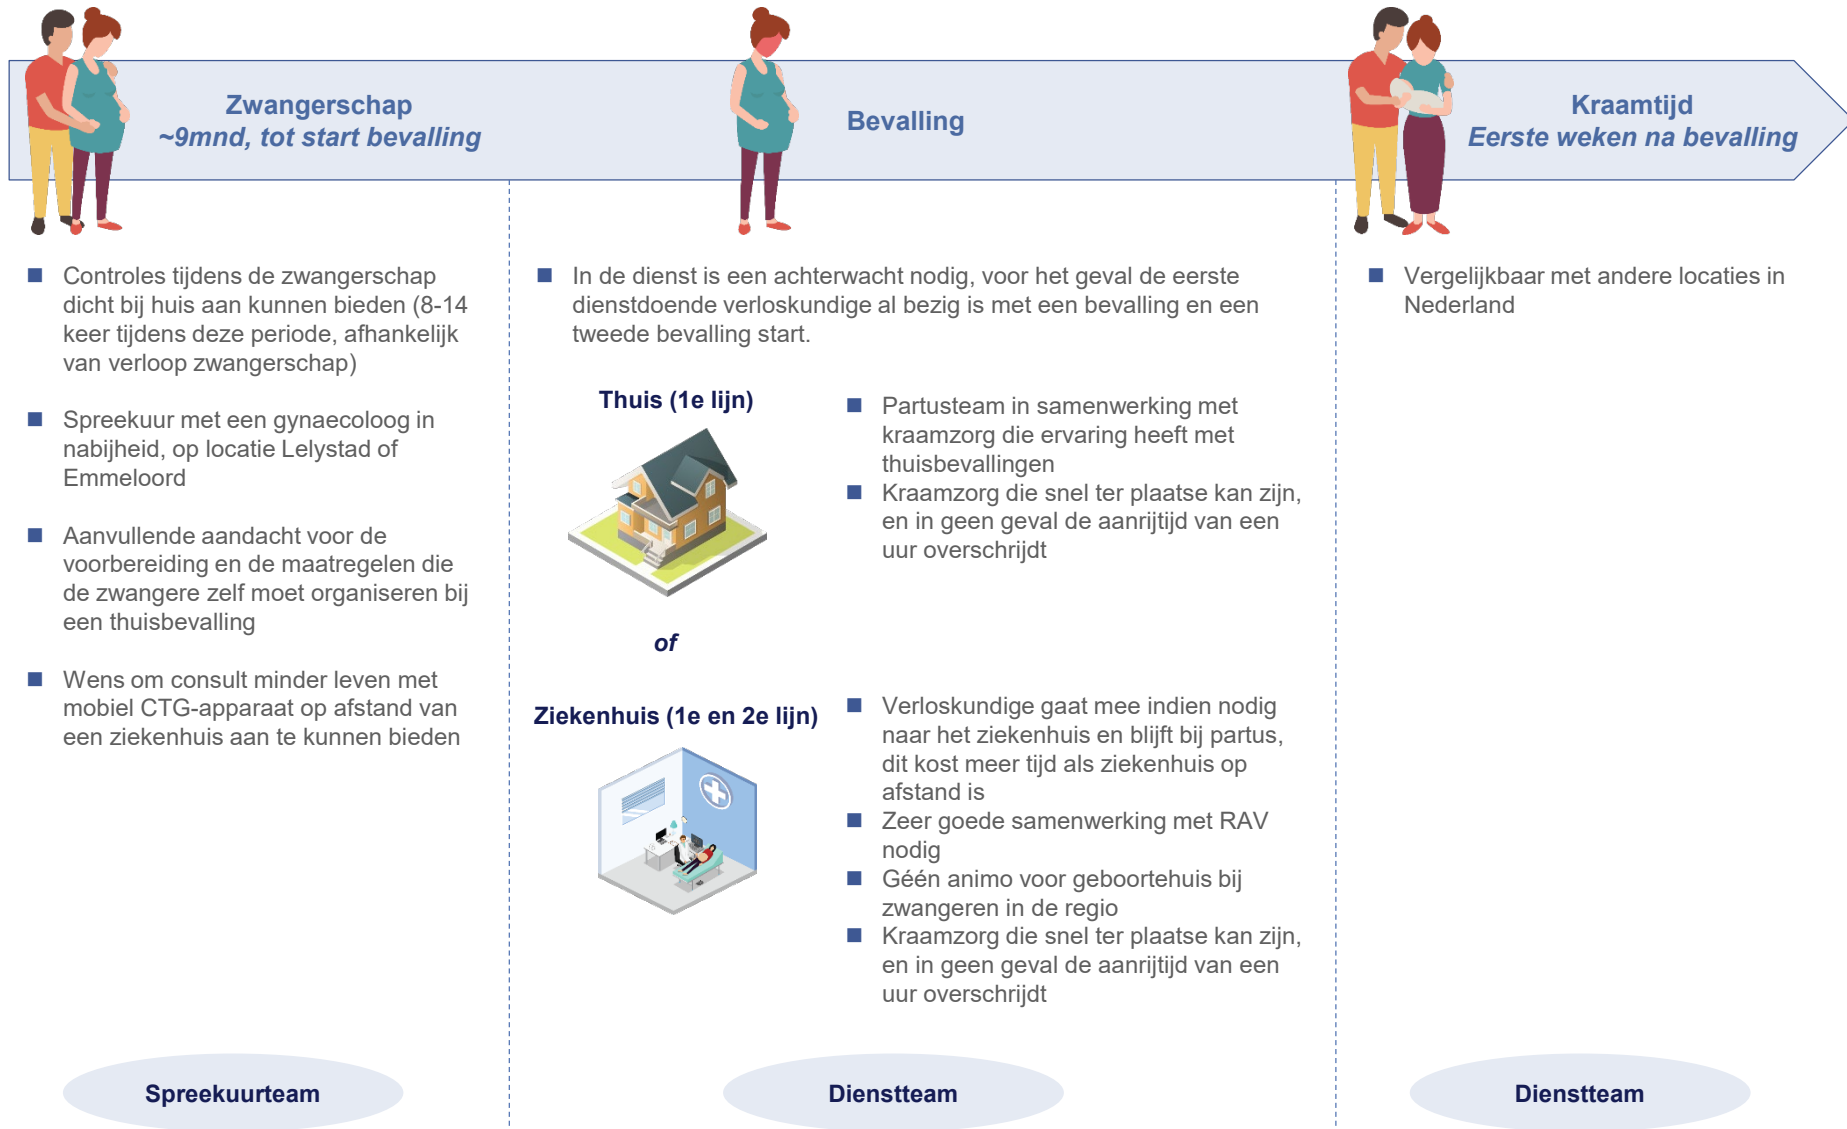 Zwangerschap
~9mnd, tot start bevalling
Bevalling
Kraamtijd
Eerste weken na bevalling
Controles tijdens de zwangerschap
dicht bij huis aan kunnen bieden (8-14
keer tijdens deze periode, afhankelijk
van verloop zwangerschap)
Spreekuur met een gynaecoloog in
nabijheid, op locatie Lelystad of
Emmeloord
Aanvullende aandacht voor de
voorbereiding en de maatregelen die
de zwangere zelf moet organiseren bij
een thuisbevalling
Wens om consult minder leven met
mobiel CTG-apparaat op afstand van
een ziekenhuis aan te kunnen bieden
In de dienst is een achterwacht nodig, voor het geval de eerste
dienstdoende verloskundige al bezig is met een bevalling en een
tweede bevalling start.
Thuis (1e lijn)
Partusteam in samenwerking met
kraamzorg die ervaring heeft met
thuisbevallingen
Kraamzorg die snel ter plaatse kan zijn,
en in geen geval de aanrijtijd van een
uur overschrijdt
of
Ziekenhuis (1e en 2e lijn)
Verloskundige gaat mee indien nodig
naar het ziekenhuis en blijft bij partus,
dit kost meer tijd als ziekenhuis op
afstand is
Zeer goede samenwerking met RAV
nodig
Géén animo voor geboortehuis bij
zwangeren in de regio
Kraamzorg die snel ter plaatse kan zijn,
en in geen geval de aanrijtijd van een
uur overschrijdt
Vergelijkbaar met andere locaties in
Nederland
Spreekuurteam
Dienstteam
Dienstteam